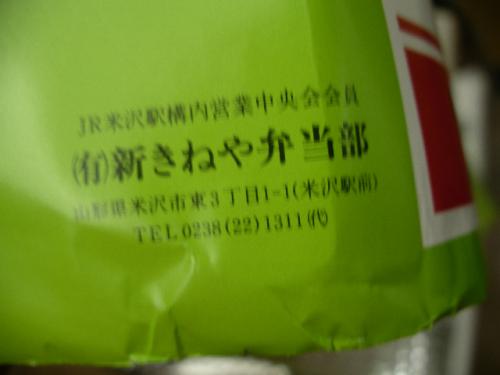 JR米沢駅構内営業中央会会員
㈲新きねや弁当部
山形県米沢市東3丁目1-1(米沢駅前)
TEL0238(22)1311㈹